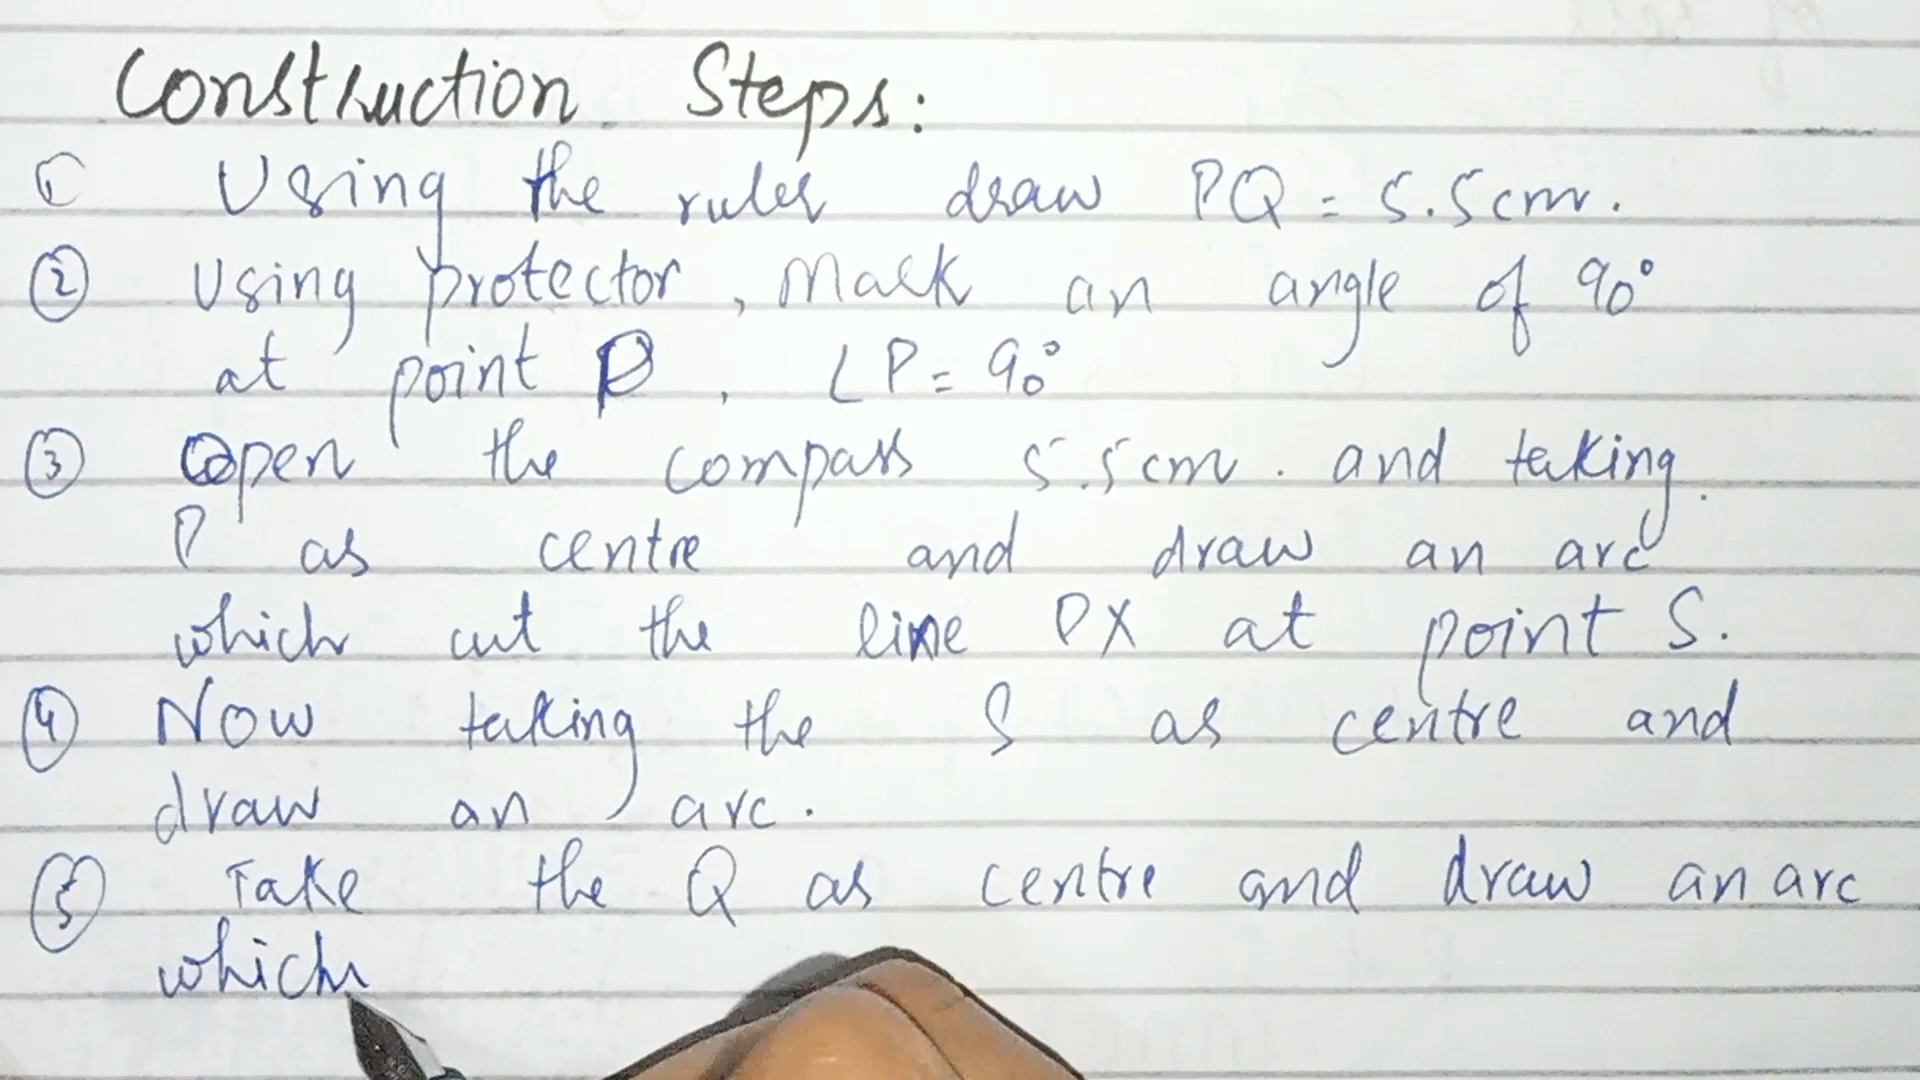 Construction Steps:
① Using the ruler draw PQ = 5.5cm.
② Using protector, Mark an angle of 90°
at point P, ∠P = 90°
③ Open the compass 5.5cm. and taking
P as centre and draw an arc
which cut the line PX at point S.
④ Now taking the S as centre and
draw an arc.
⑤ Take the Q as centre and draw an arc
which